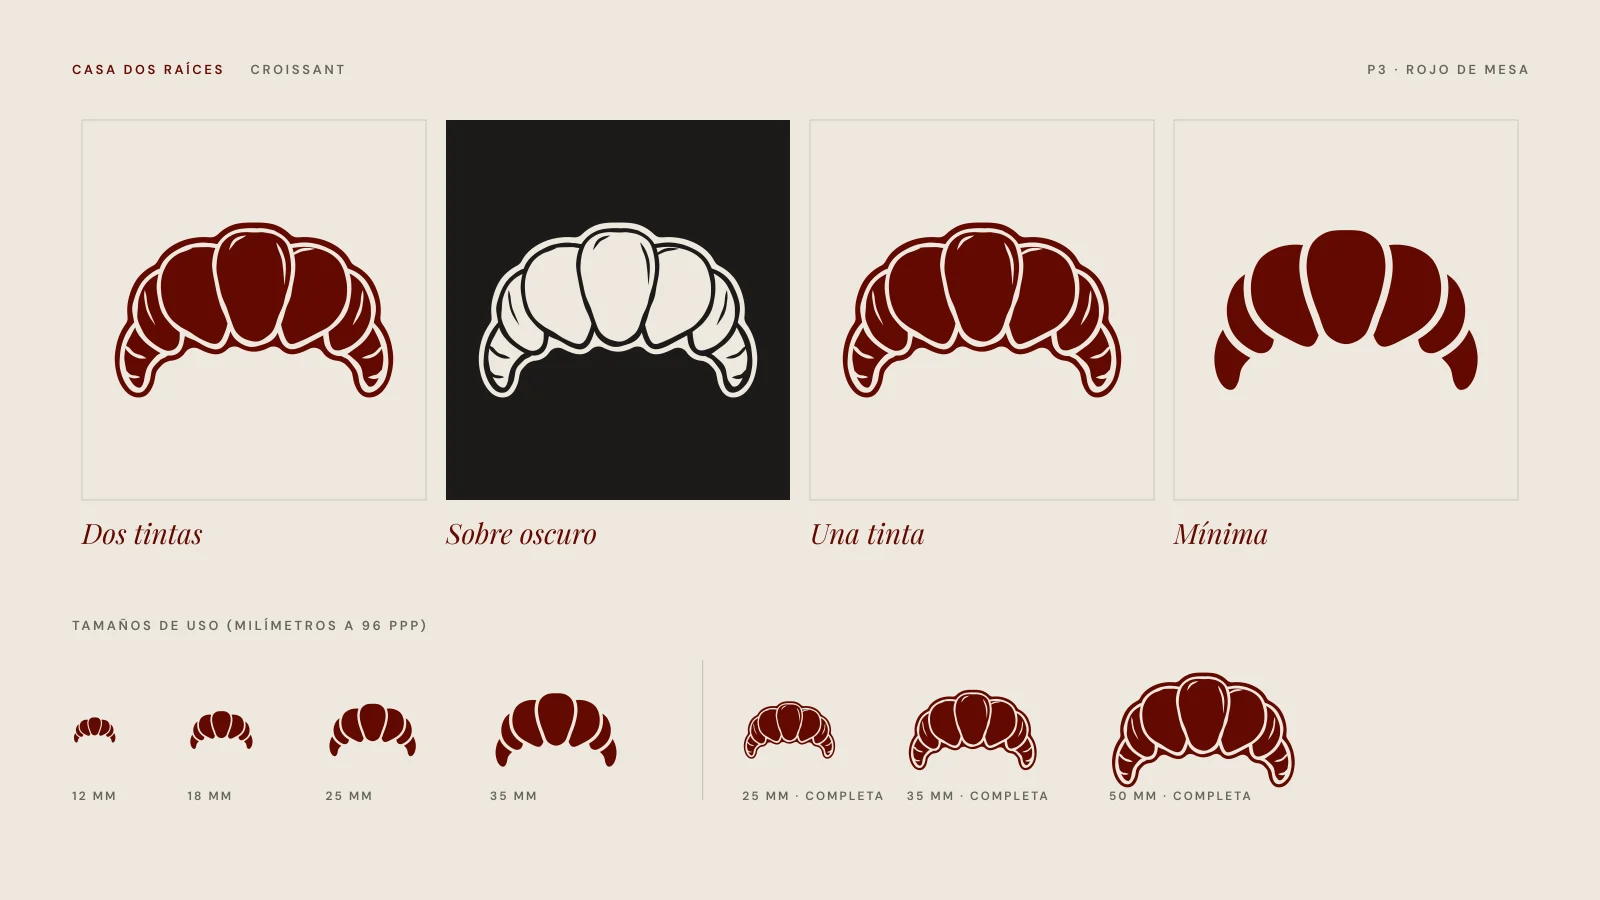 CASA DOS RAÍCES CROISSANT P3 · ROJO DE MESA
Dos tintas Sobre oscuro Una tinta Mínima
TAMAÑOS DE USO (MILÍMETROS A 96 PPP)
12 MM 18 MM 25 MM 35 MM 25 MM · COMPLETA 35 MM · COMPLETA 50 MM · COMPLETA